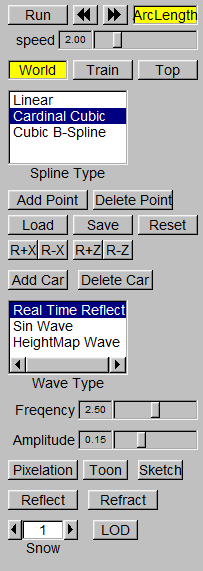 Run ArcLength
speed 2.00
World Train Top
Linear
Cardinal Cubic
Cubic B-Spline
Spline Type
Add Point Delete Point
Load Save Reset
R+X R-X R+Z R-Z
Add Car Delete Car
Real Time Reflect
Sin Wave
HeightMap Wave
Wave Type
Freqency 2.50
Amplitude 0.15
Pixelation Toon Sketch
Reflect Refract
1 LOD
Snow